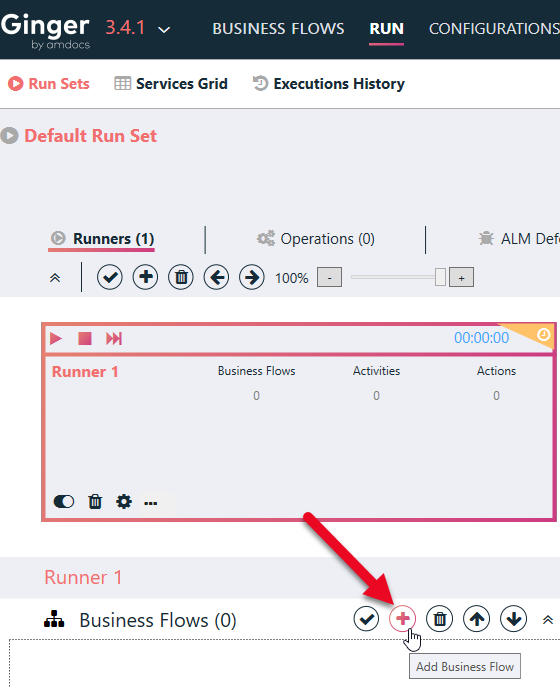 Ginger 3.4.1 BUSINESS FLOWS RUN CONFIGURATIONS
by amdocs
Run Sets Services Grid Executions History
Default Run Set
Runners (1) Operations (0) ALM Defe
100% - +
00:00:00
Runner 1 Business Flows Activities Actions
0 0 0
Runner 1
Business Flows (0)
Add Business Flow